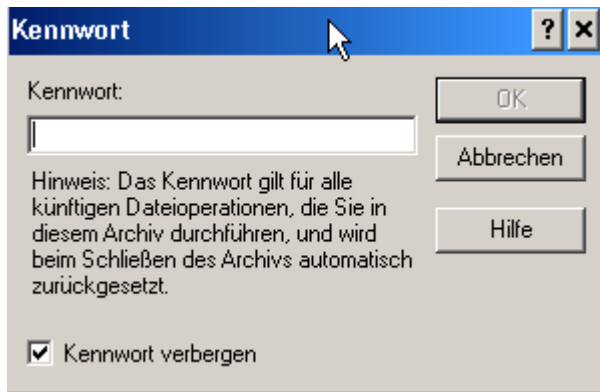 Kennwort
Kennwort:
OK
Abbrechen
Hinweis: Das Kennwort gilt für alle
künftigen Dateioperationen, die Sie in
diesem Archiv durchführen, und wird
beim Schließen des Archivs automatisch
zurückgesetzt.
Hilfe
Kennwort verbergen